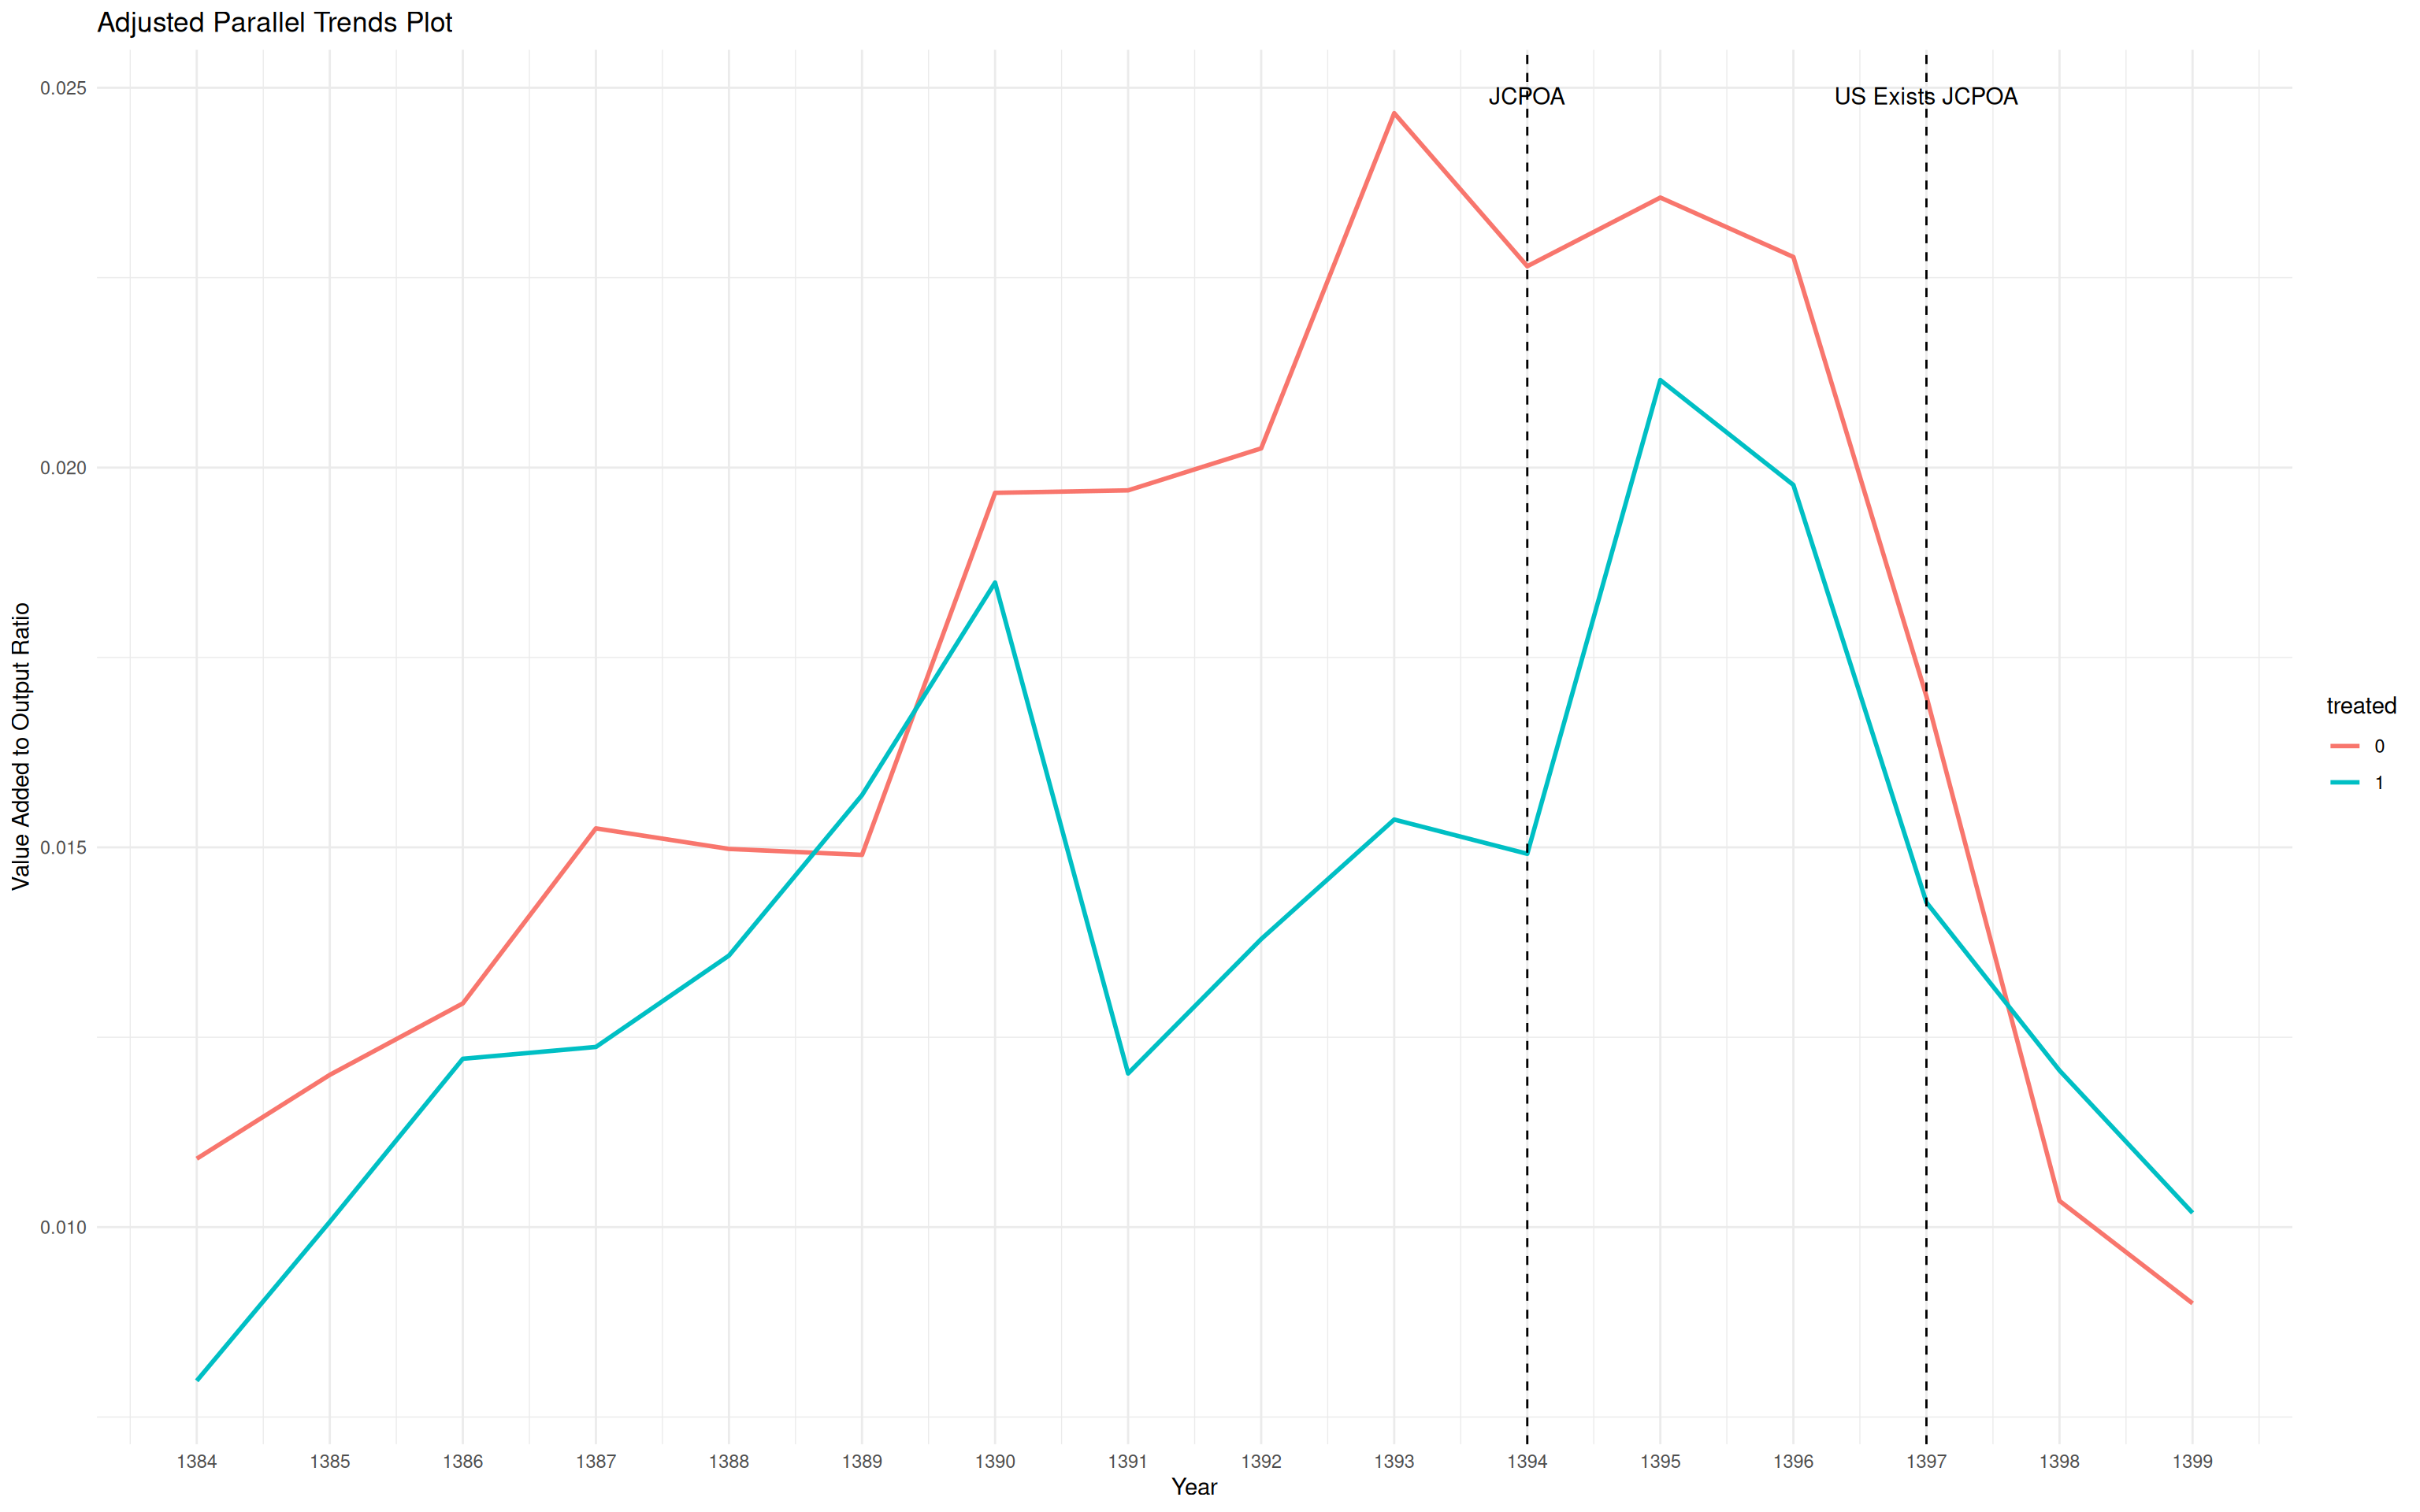 Adjusted Parallel Trends Plot
0.025
0.020
0.015
0.010
Value Added to Output Ratio
JCPOA
US Exists JCPOA
treated
0
1
1384 1385 1386 1387 1388 1389 1390 1391 1392 1393 1394 1395 1396 1397 1398 1399
Year